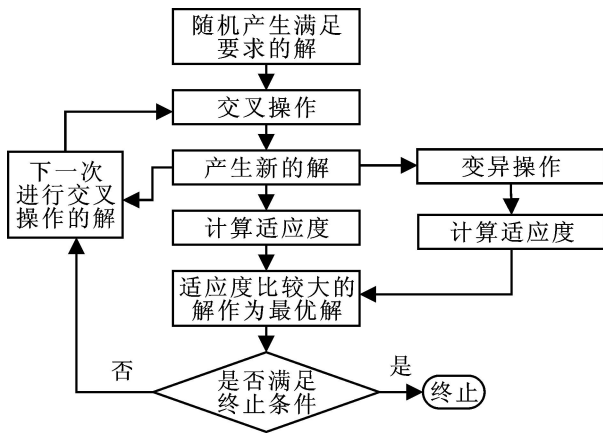 随机产生满足
要求的解
交叉操作
下一次
进行交叉
操作的解
产生新的解
变异操作
计算适应度
计算适应度
适应度比较大的
解作为最优解
否
是否满足
终止条件
是
终止